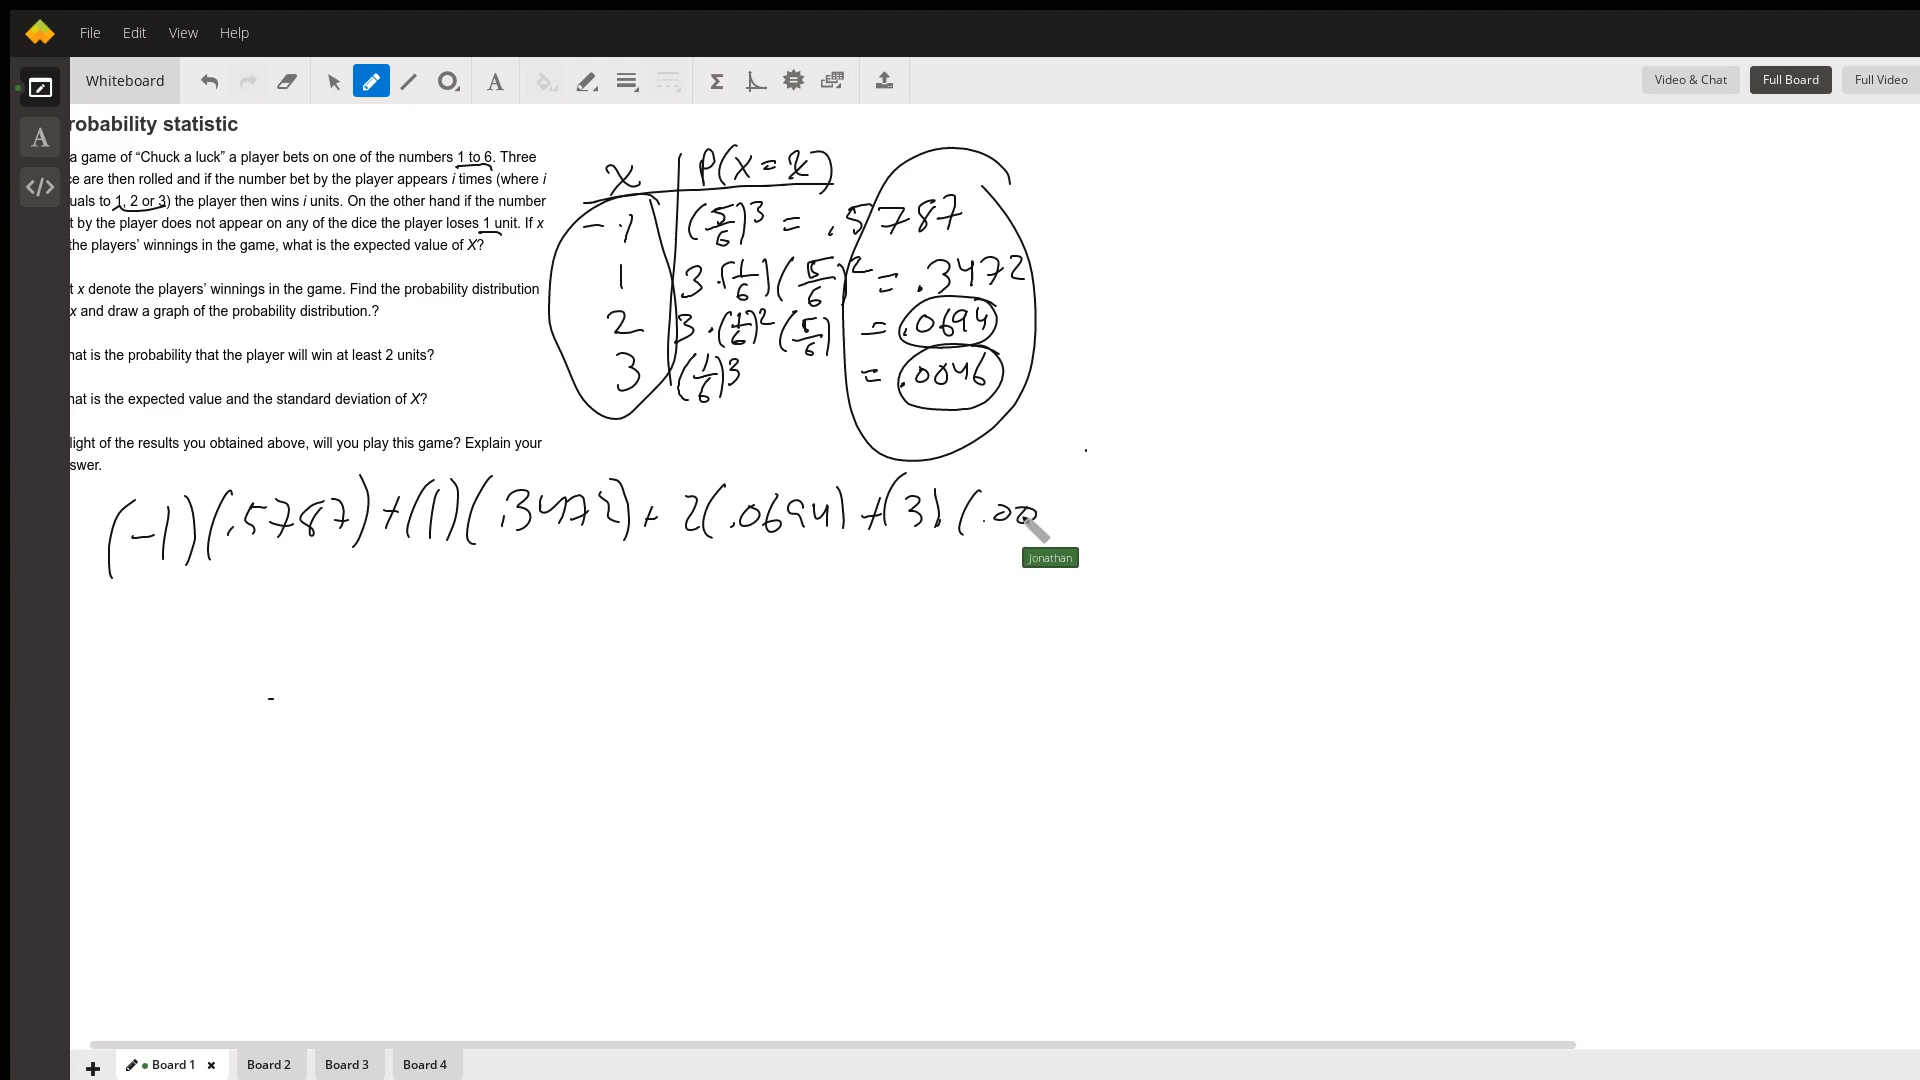 File Edit View Help
Whiteboard
A
Σ
Video & Chat
Full Board
Full Video
A
</>
robability statistic
a game of “Chuck a luck” a player bets on one of the numbers 1 to 6. Three
ce are then rolled and if the number bet by the player appears i times (where i
uals to 1, 2 or 3) the player then wins i units. On the other hand if the number
t by the player does not appear on any of the dice the player loses 1 unit. If x
the players’ winnings in the game, what is the expected value of X?
t x denote the players’ winnings in the game. Find the probability distribution
x and draw a graph of the probability distribution.?
hat is the probability that the player will win at least 2 units?
hat is the expected value and the standard deviation of X?
light of the results you obtained above, will you play this game? Explain your
swer.
x P(X=x)
-1 (5/6)^3 = .5787
1 3·(1/6)(5/6)^2 = .3472
2 3·(1/6)^2(5/6) = .0694
3 (1/6)^3 = .0046
(-1)(.5787)+(1)(.3472)+2(.0694)+(3)(.00
Jonathan
Board 1
Board 2
Board 3
Board 4